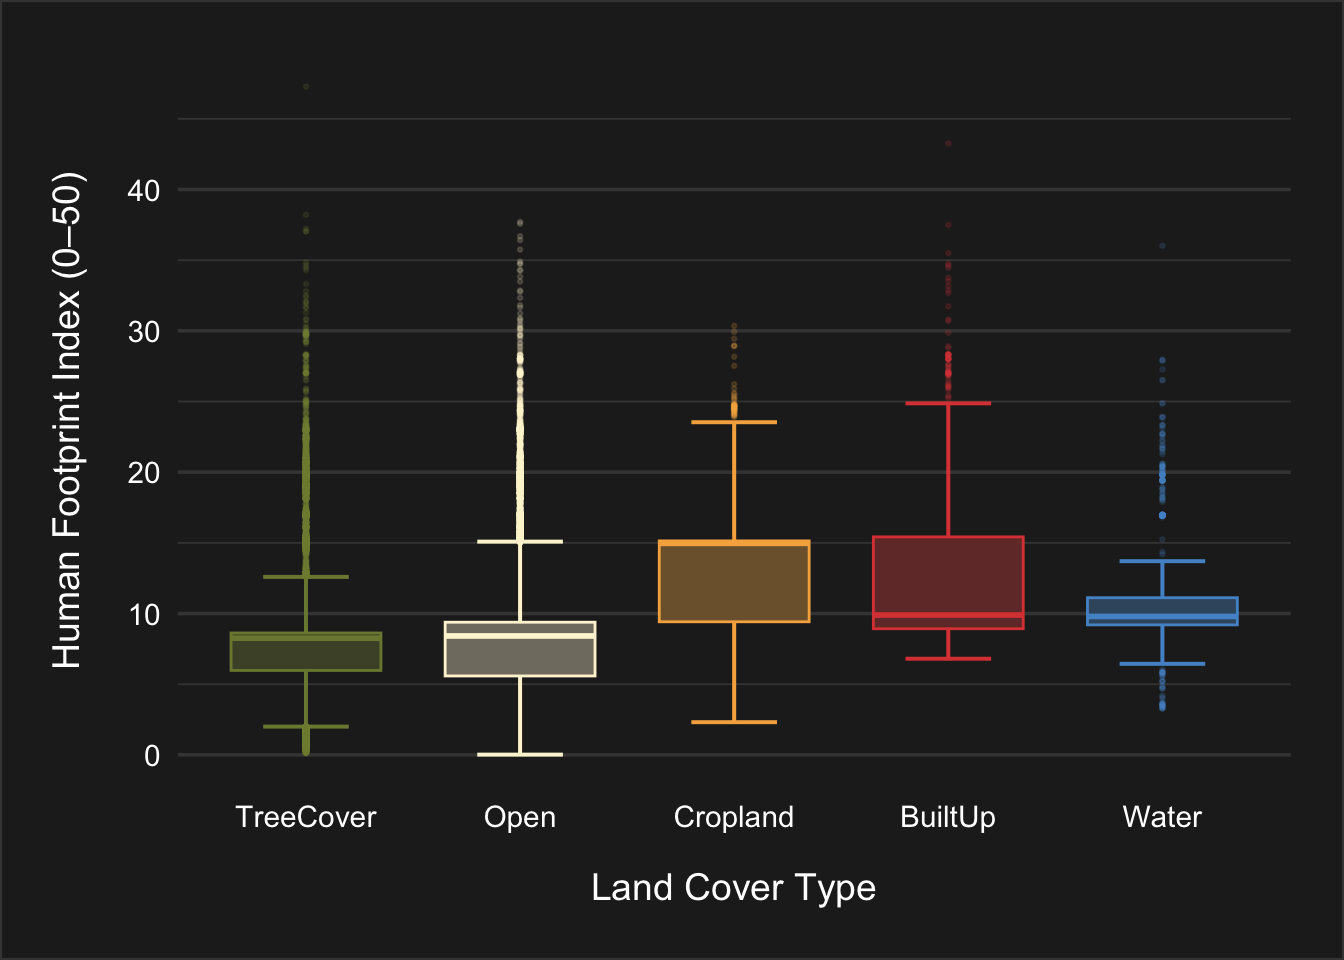 Human Footprint Index (0–50)
40
30
20
10
0
TreeCover
Open
Cropland
BuiltUp
Water
Land Cover Type